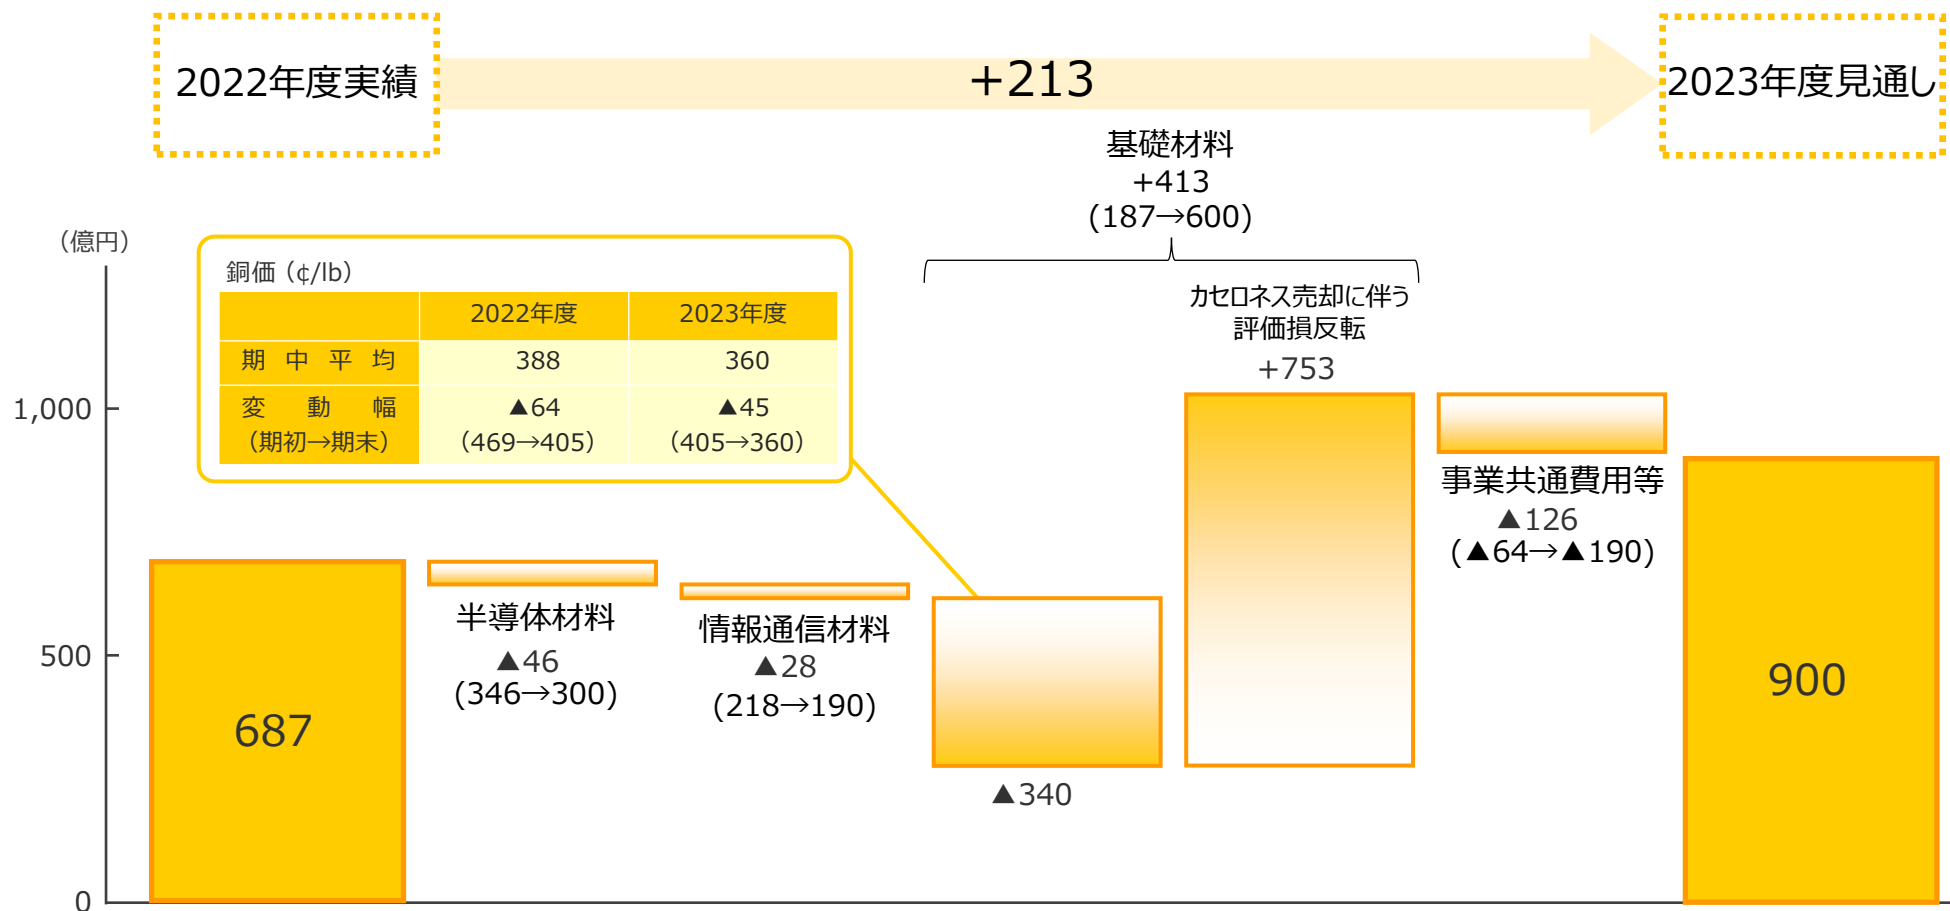 2022年度実績
+213
2023年度見通し
基礎材料
+413
(187→600)
（億円）
銅価（¢/lb）
2022年度 2023年度
期中平均 388 360
変動幅 ▲64 ▲45
（期初→期末） （469→405） （405→360）
カセロネス売却に伴う
評価損反転
+753
1,000
500
0
687
半導体材料
▲46
(346→300)
情報通信材料
▲28
(218→190)
▲340
事業共通費用等
▲126
(▲64→▲190)
900